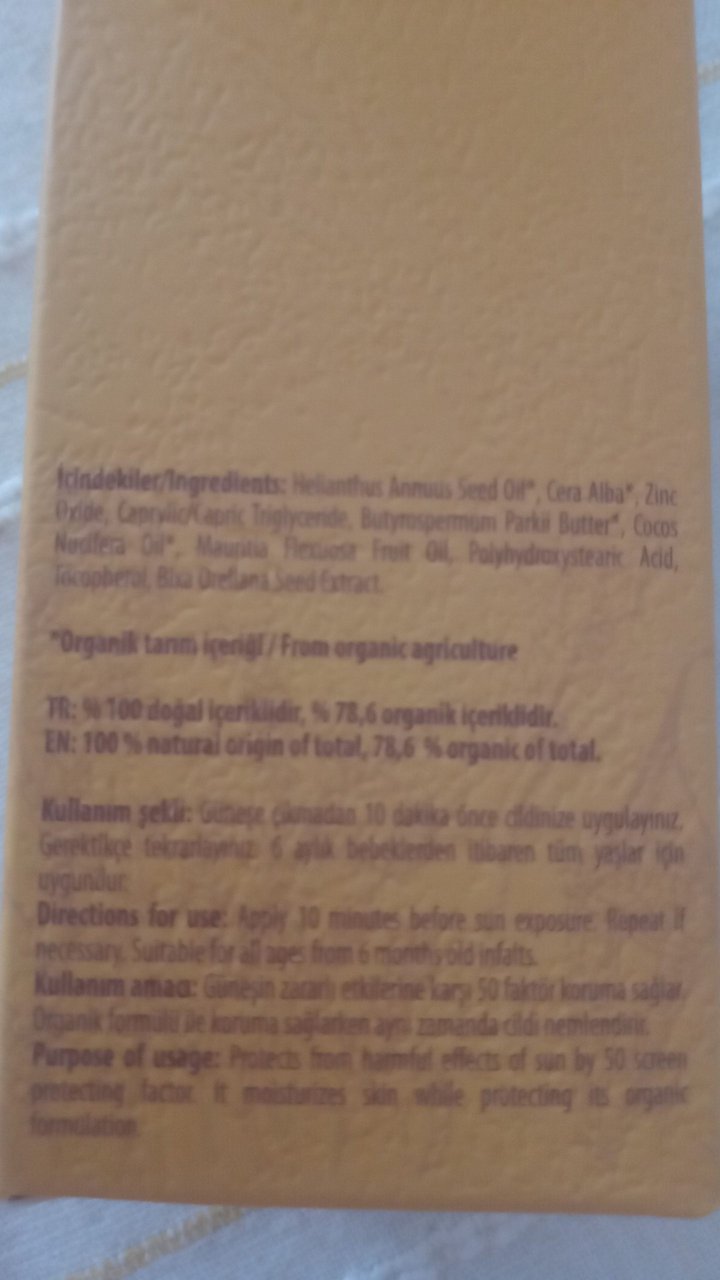 İçindekiler/Ingredients: Helianthus Annuus Seed Oil*, Cera Alba*, Zinc
Oxide, Caprylic/Capric Triglyceride, Butyrospermum Parkii Butter*, Cocos
Nucifera Oil*, Mauritia Flexuosa Fruit Oil, Polyhydroxystearic Acid,
Tocopherol, Bixa Orellana Seed Extract.
*Organik tarım içeriği / From organic agriculture
TR: % 100 doğal içeriklidir, % 78,6 organik içeriklidir.
EN: 100 % natural origin of total, 78,6 % organic of total.
Kullanım şekli: Güneşe çıkmadan 10 dakika önce cildinize uygulayınız.
Gerektikçe tekrarlayınız. 6 aylık bebeklerden itibaren tüm yaşlar için
uygundur.
Directions for use: Apply 10 minutes before sun exposure. Repeat if
necessary. Suitable for all ages from 6 months old infalts.
Kullanım amacı: Güneşin zararlı etkilerine karşı 50 faktör koruma sağlar.
Organik formülü ile koruma sağlarken aynı zamanda cildi nemlendirir.
Purpose of usage: Protects from harmful effects of sun by 50 screen
protecting factor. It moisturizes skin while protecting its organic
formulation.